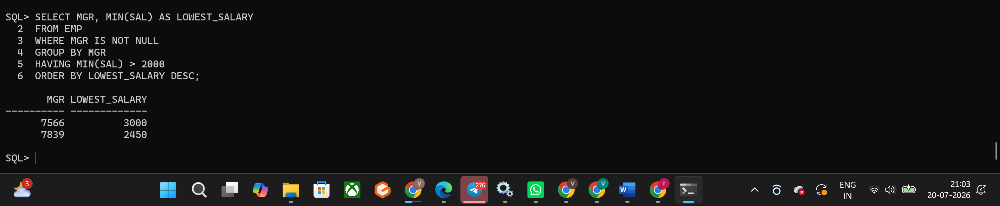 SQL> SELECT MGR, MIN(SAL) AS LOWEST_SALARY
  2  FROM EMP
  3  WHERE MGR IS NOT NULL
  4  GROUP BY MGR
  5  HAVING MIN(SAL) > 2000
  6  ORDER BY LOWEST_SALARY DESC;

       MGR LOWEST_SALARY
---------- -------------
      7566          3000
      7839          2450

SQL>
3
V
276
V
V
W
r
ENG
IN
21:03
20-07-2026